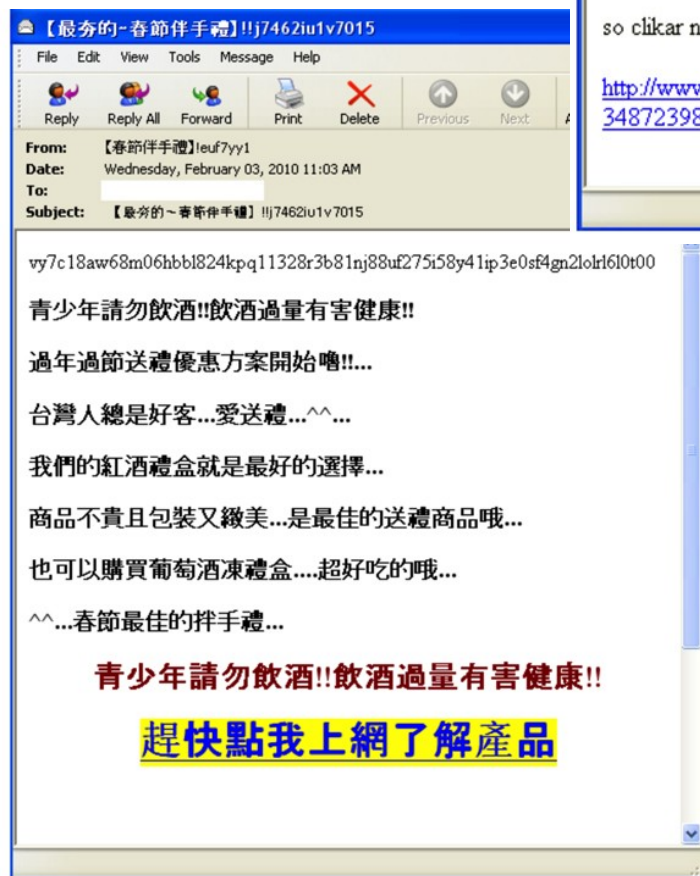 【最夯的~春節伴手禮】!!j7462iu1v7015
File Edit View Tools Message Help
Reply Reply All Forward Print Delete Previous Next
From: 【春節伴手禮】!euf7yy1
Date: Wednesday, February 03, 2010 11:03 AM
To:
Subject: 【最夯的~春節伴手禮】!!j7462iu1v7015
vy7c18aw68m06hbbl824kpq11328r3b81nj88uf275i58y41ip3e0sf4gn2lolrl6l0t00
青少年請勿飲酒!!飲酒過量有害健康!!
過年過節送禮優惠方案開始嚕!!...
台灣人總是好客...愛送禮...^^...
我們的紅酒禮盒就是最好的選擇...
商品不貴且包裝又緻美...是最佳的送禮商品哦...
也可以購買葡萄酒凍禮盒....超好吃的哦...
^^...春節最佳的拌手禮...
青少年請勿飲酒!!飲酒過量有害健康!!
趕快點我上網了解產品
so clikar n
http://www
34872398